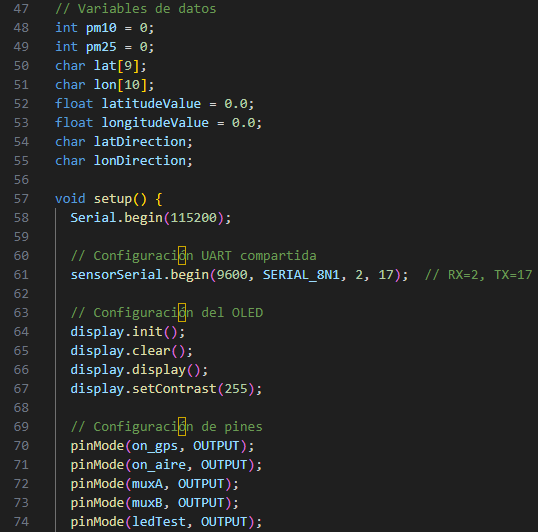 47 // Variables de datos
48 int pm10 = 0;
49 int pm25 = 0;
50 char lat[9];
51 char lon[10];
52 float latitudeValue = 0.0;
53 float longitudeValue = 0.0;
54 char latDirection;
55 char lonDirection;
56
57 void setup() {
58   Serial.begin(115200);
59
60   // Configuración UART compartida
61   sensorSerial.begin(9600, SERIAL_8N1, 2, 17);  // RX=2, TX=17
62
63   // Configuración del OLED
64   display.init();
65   display.clear();
66   display.display();
67   display.setContrast(255);
68
69   // Configuración de pines
70   pinMode(on_gps, OUTPUT);
71   pinMode(on_aire, OUTPUT);
72   pinMode(muxA, OUTPUT);
73   pinMode(muxB, OUTPUT);
74   pinMode(ledTest, OUTPUT);